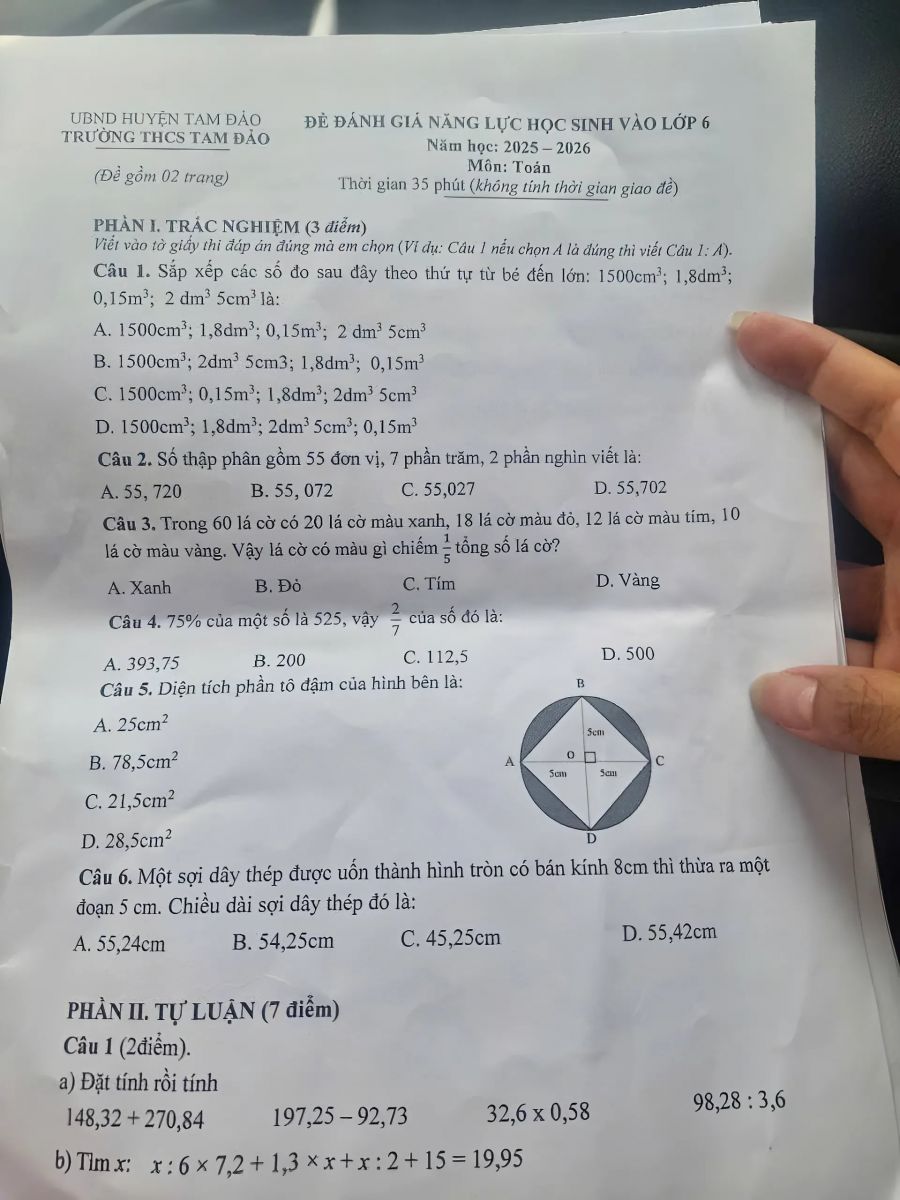 UBND HUYỆN TAM ĐẢO
TRƯỜNG THCS TAM ĐẢO
(Đề gồm 02 trang)
ĐỀ ĐÁNH GIÁ NĂNG LỰC HỌC SINH VÀO LỚP 6
Năm học: 2025 – 2026
Môn: Toán
Thời gian 35 phút (không tính thời gian giao đề)
PHẦN I. TRẮC NGHIỆM (3 điểm)
Viết vào tờ giấy thi đáp án đúng mà em chọn (Ví dụ: Câu 1 nếu chọn A là đúng thì viết Câu 1: A).
Câu 1. Sắp xếp các số đo sau đây theo thứ tự từ bé đến lớn: 1500cm³; 1,8dm³;
0,15m³; 2 dm³ 5cm³ là:
A. 1500cm³; 1,8dm³; 0,15m³; 2 dm³ 5cm³
B. 1500cm³; 2dm³ 5cm3; 1,8dm³; 0,15m³
C. 1500cm³; 0,15m³; 1,8dm³; 2dm³ 5cm³
D. 1500cm³; 1,8dm³; 2dm³ 5cm³; 0,15m³
Câu 2. Số thập phân gồm 55 đơn vị, 7 phần trăm, 2 phần nghìn viết là:
A. 55, 720 B. 55, 072 C. 55,027 D. 55,702
Câu 3. Trong 60 lá cờ có 20 lá cờ màu xanh, 18 lá cờ màu đỏ, 12 lá cờ màu tím, 10
lá cờ màu vàng. Vậy lá cờ có màu gì chiếm 1/5 tổng số lá cờ?
A. Xanh B. Đỏ C. Tím D. Vàng
Câu 4. 75% của một số là 525, vậy 2/7 của số đó là:
A. 393,75 B. 200 C. 112,5 D. 500
Câu 5. Diện tích phần tô đậm của hình bên là:
A. 25cm²
B. 78,5cm²
C. 21,5cm²
D. 28,5cm²
B
5cm
A O C
5cm 5cm
D
Câu 6. Một sợi dây thép được uốn thành hình tròn có bán kính 8cm thì thừa ra một
đoạn 5 cm. Chiều dài sợi dây thép đó là:
A. 55,24cm B. 54,25cm C. 45,25cm D. 55,42cm
PHẦN II. TỰ LUẬN (7 điểm)
Câu 1 (2điểm).
a) Đặt tính rồi tính
148,32 + 270,84 197,25 – 92,73 32,6 x 0,58 98,28 : 3,6
b) Tìm x: x : 6 × 7,2 + 1,3 × x + x : 2 + 15 = 19,95